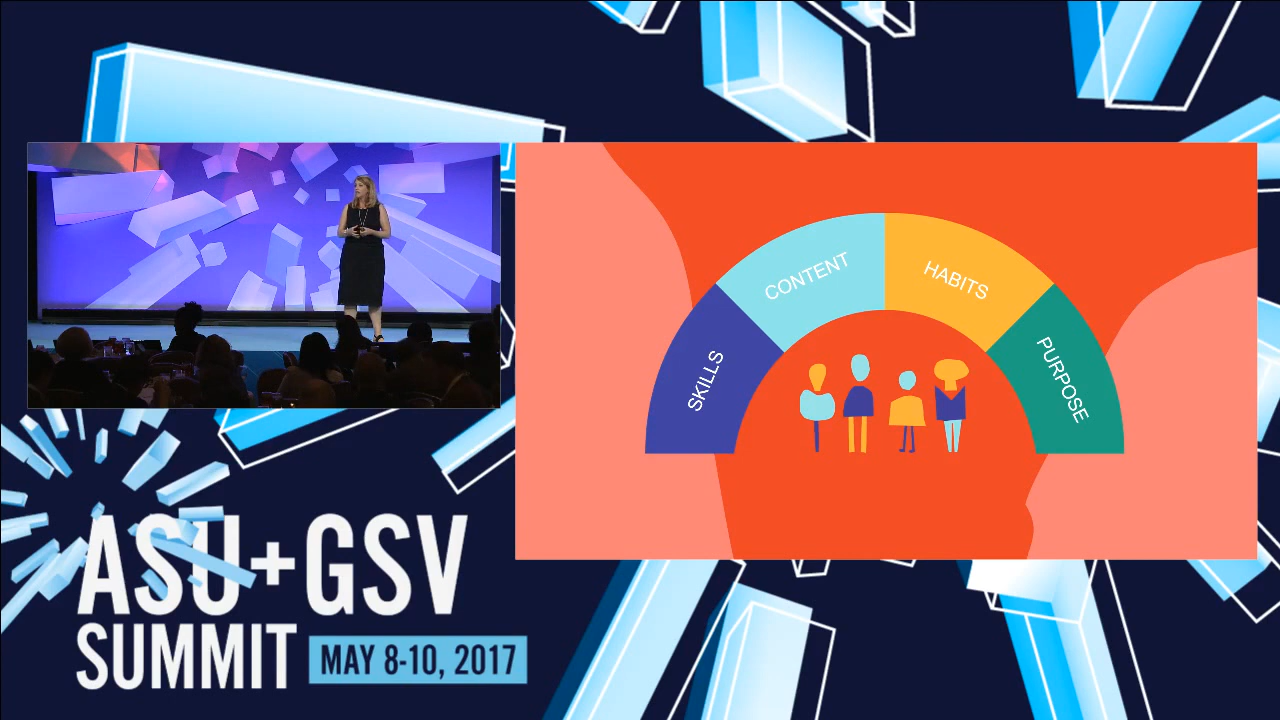 SKILLS
CONTENT
HABITS
PURPOSE
ASU+GSV
SUMMIT
MAY 8-10, 2017